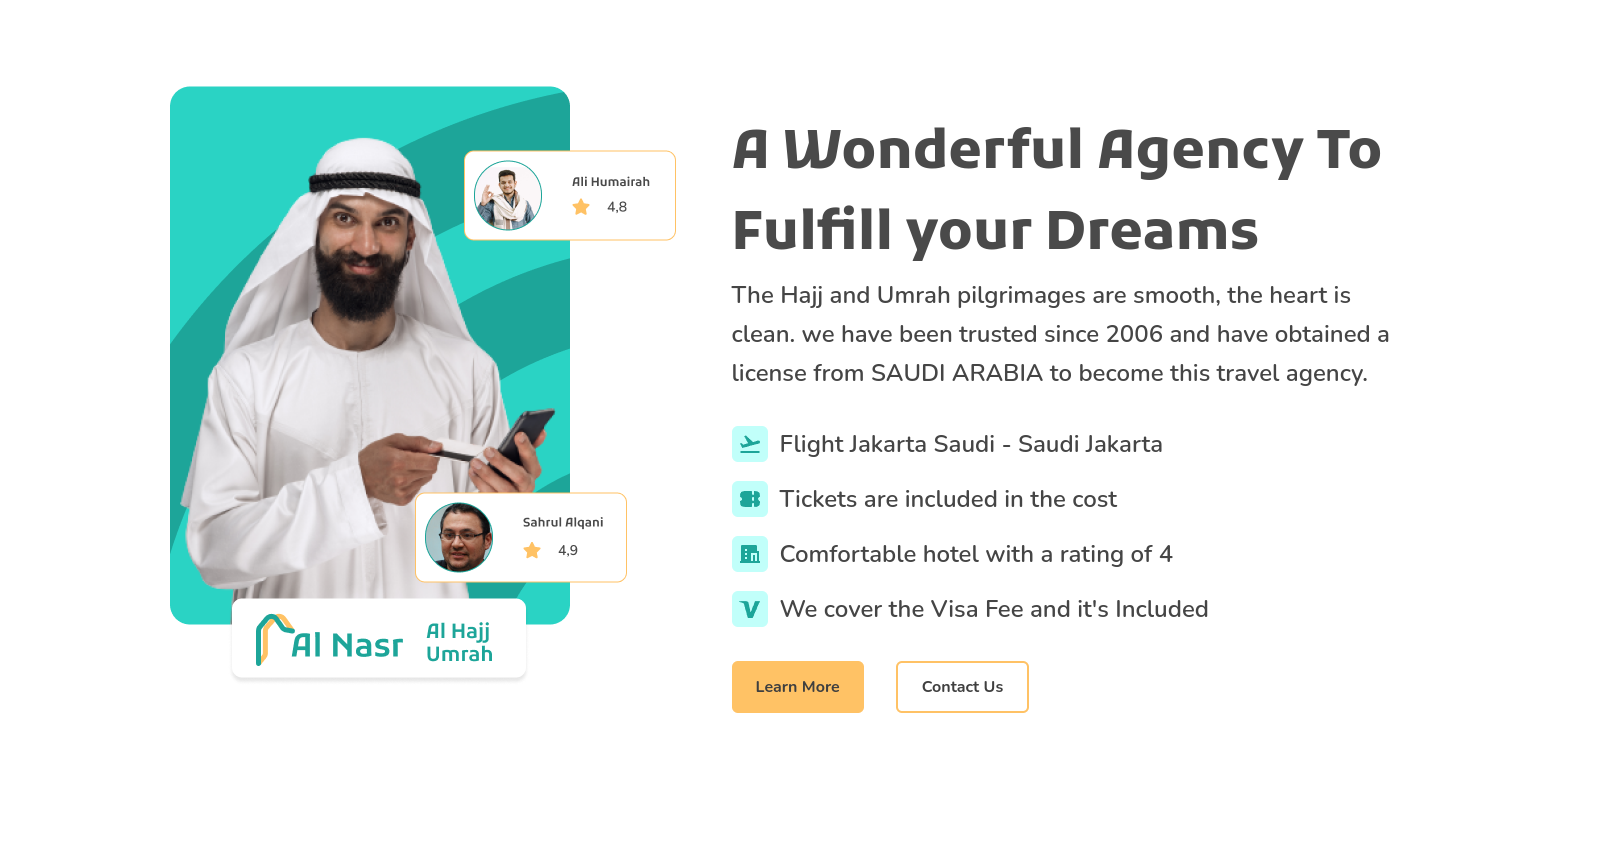 Ali Humairah
4,8
Sahrul Alqani
4,9
Al Nasr
Al Hajj
Umrah
A Wonderful Agency To
Fulfill your Dreams
The Hajj and Umrah pilgrimages are smooth, the heart is
clean. we have been trusted since 2006 and have obtained a
license from SAUDI ARABIA to become this travel agency.
Flight Jakarta Saudi - Saudi Jakarta
Tickets are included in the cost
Comfortable hotel with a rating of 4
We cover the Visa Fee and it's Included
Learn More
Contact Us